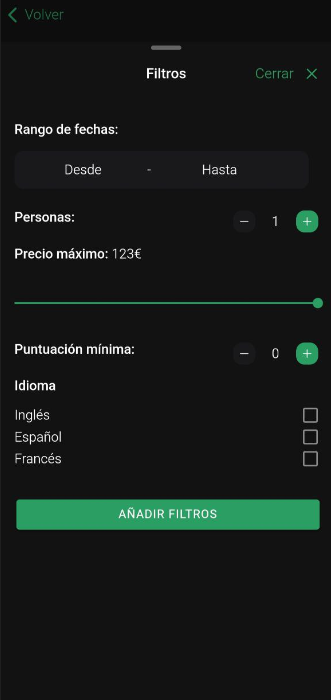 Volver
Filtros
Cerrar
Rango de fechas:
Desde - Hasta
Personas: 1
Precio máximo: 123€
Puntuación mínima: 0
Idioma
Inglés
Español
Francés
AÑADIR FILTROS